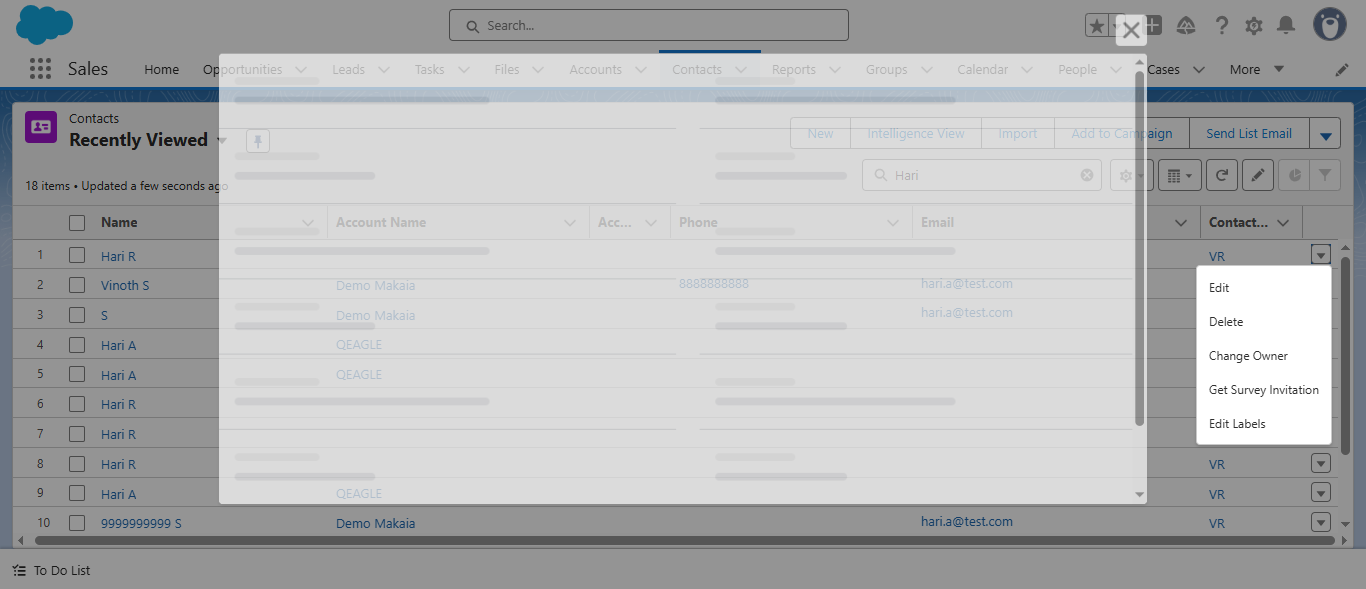 Search...
Sales Home Opportunities Leads Tasks Files Accounts Contacts Reports Groups Calendar People Cases More
Contacts
Recently Viewed
New Intelligence View Import Add to Campaign Send List Email
18 items • Updated a few seconds ago
Hari
Name Account Name Acc... Phone Email Contact...
1 Hari R VR
2 Vinoth S Demo Makaia 8888888888 hari.a@test.com
3 S Demo Makaia hari.a@test.com
4 Hari A QEAGLE
5 Hari A QEAGLE
6 Hari R
7 Hari R
8 Hari R VR
9 Hari A QEAGLE VR
10 9999999999 S Demo Makaia hari.a@test.com VR
Edit
Delete
Change Owner
Get Survey Invitation
Edit Labels
To Do List